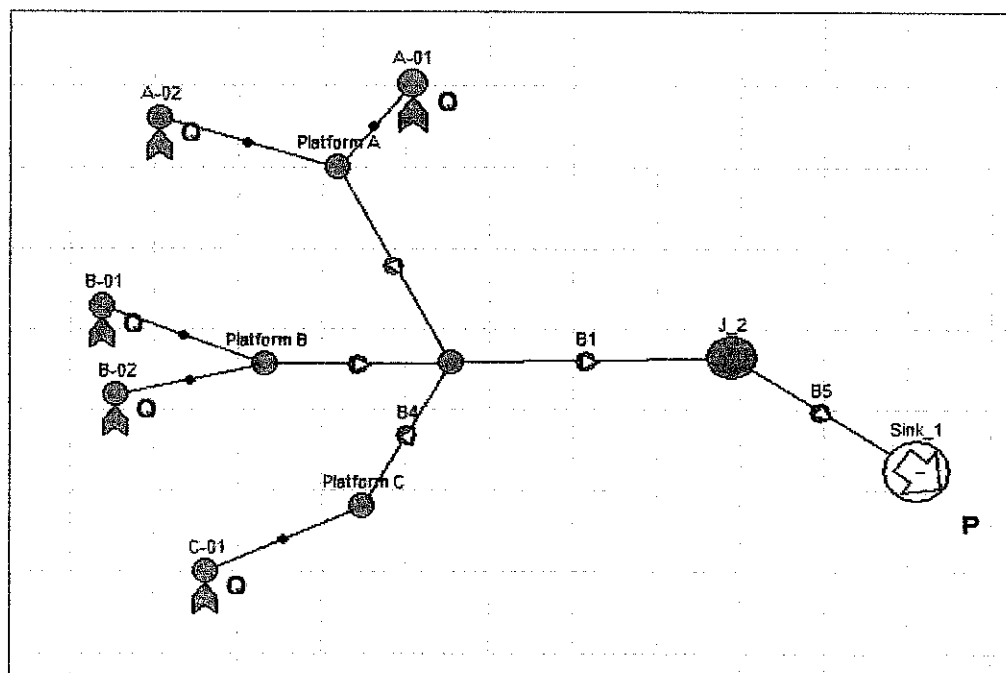 A-01
A-02
Q
Q
Platform A
B-01
Q
Platform B
B1
J_2
B-02
Q
B4
B5
Sink_1
Platform C
P
C-01
Q